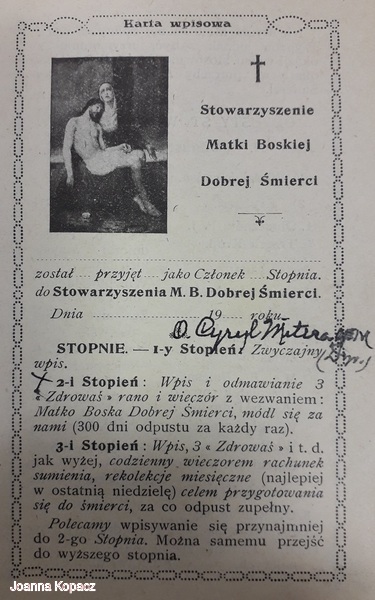 Karta wpisowa
Stowarzyszenie
Matki Boskiej
Dobrej Śmierci
został przyjęt jako Członek Stopnia.
do Stowarzyszenia M. B. Dobrej Śmierci.
Dnia 19 roku
O. Cyryl Mitera
STOPNIE. — 1-y Stopień: Zwyczajny
wpis.
2-i Stopień: Wpis i odmawianie 3
« Zdrowaś » rano i wieczór z wezwaniem:
Matko Boska Dobrej Śmierci, módl się za
nami (300 dni odpustu za każdy raz).
3-i Stopień: Wpis, 3 « Zdrowaś » i t. d.
jak wyżej, codzienny wieczorem rachunek
sumienia, rekolekcje miesięczne (najlepiej
w ostatnią niedzielę) celem przygotowania
się do śmierci, za co odpust zupełny.
Polecamy wpisywanie się przynajmniej
do 2-go Stopnia. Można samemu przejść
do wyższego stopnia.
Joanna Kopacz